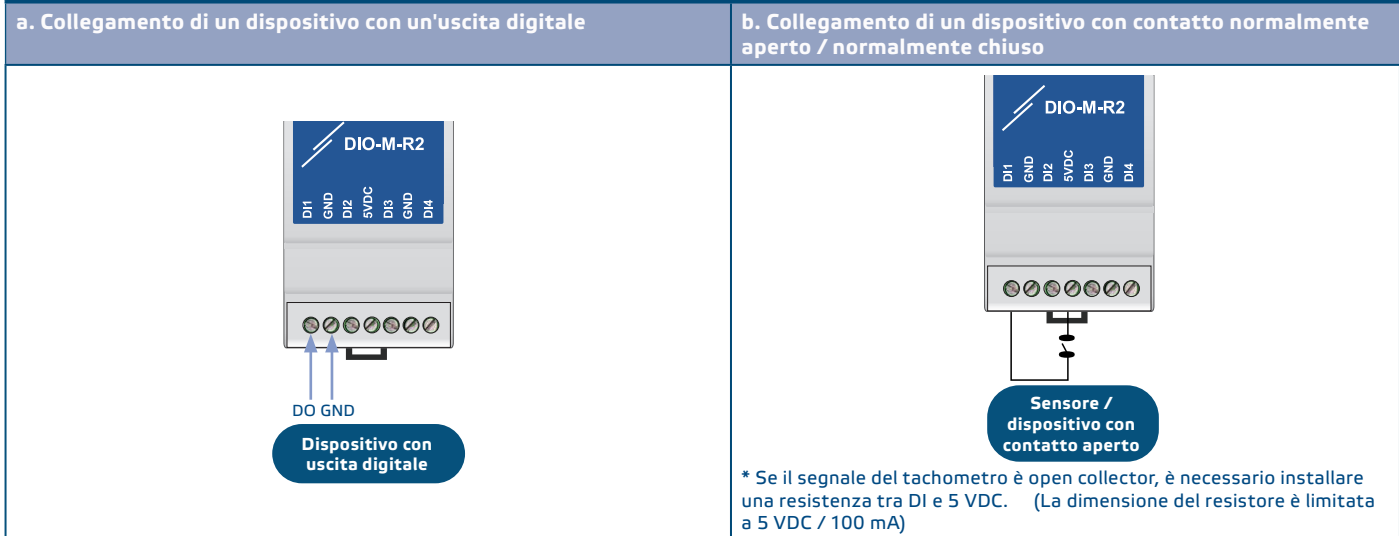 a. Collegamento di un dispositivo con un'uscita digitale
b. Collegamento di un dispositivo con contatto normalmente
aperto / normalmente chiuso
DIO-M-R2
DI1
GND
DI2
5VDC
DI3
GND
DI4
DO GND
Dispositivo con
uscita digitale
DIO-M-R2
DI1
GND
DI2
5VDC
DI3
GND
DI4
Sensore /
dispositivo con
contatto aperto
* Se il segnale del tachometro è open collector, è necessario installare
una resistenza tra DI e 5 VDC. (La dimensione del resistore è limitata
a 5 VDC / 100 mA)